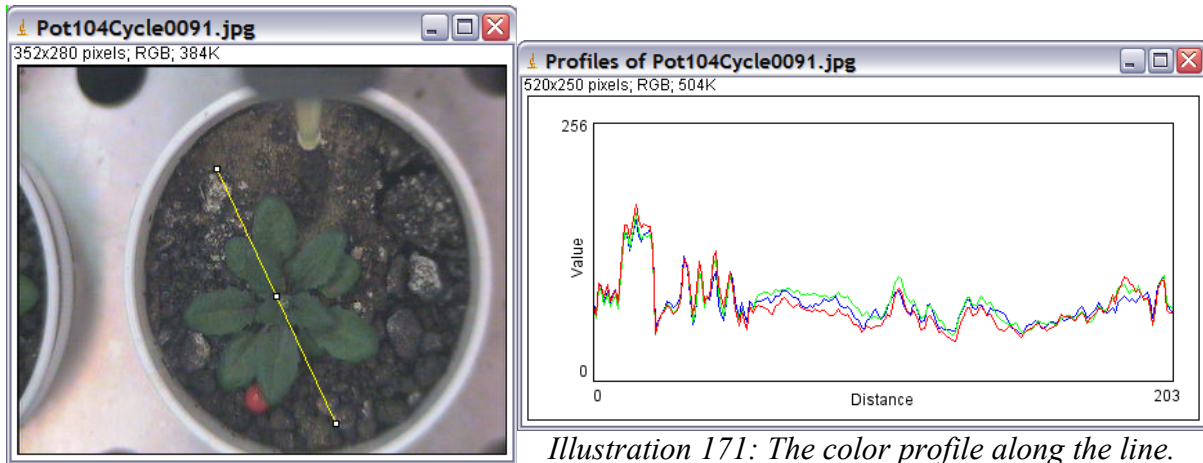 Pot104Cycle0091.jpg
352x280 pixels; RGB; 384K
Profiles of Pot104Cycle0091.jpg
520x250 pixels; RGB; 504K
256
Value
0
0
Distance
203
Illustration 171: The color profile along the line.